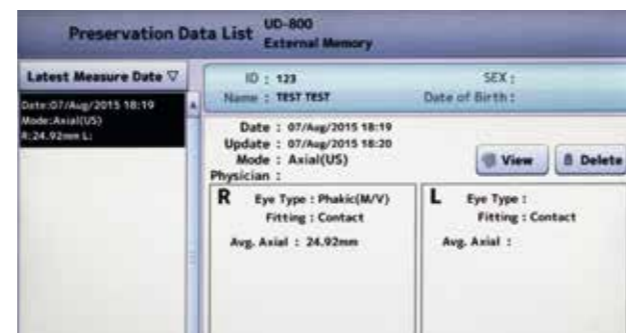 Preservation Data List UD-800
External Memory
Latest Measure Date ▽
Date:07/Aug/2015 18:19
Mode:Axial(US)
R:24.92mm L:
ID : 123 SEX :
Name : TEST TEST Date of Birth :
Date : 07/Aug/2015 18:19
Update : 07/Aug/2015 18:20
Mode : Axial(US)
Physician :
View Delete
R Eye Type : Phakic(M/V)
Fitting : Contact
Avg. Axial : 24.92mm
L Eye Type :
Fitting : Contact
Avg. Axial :